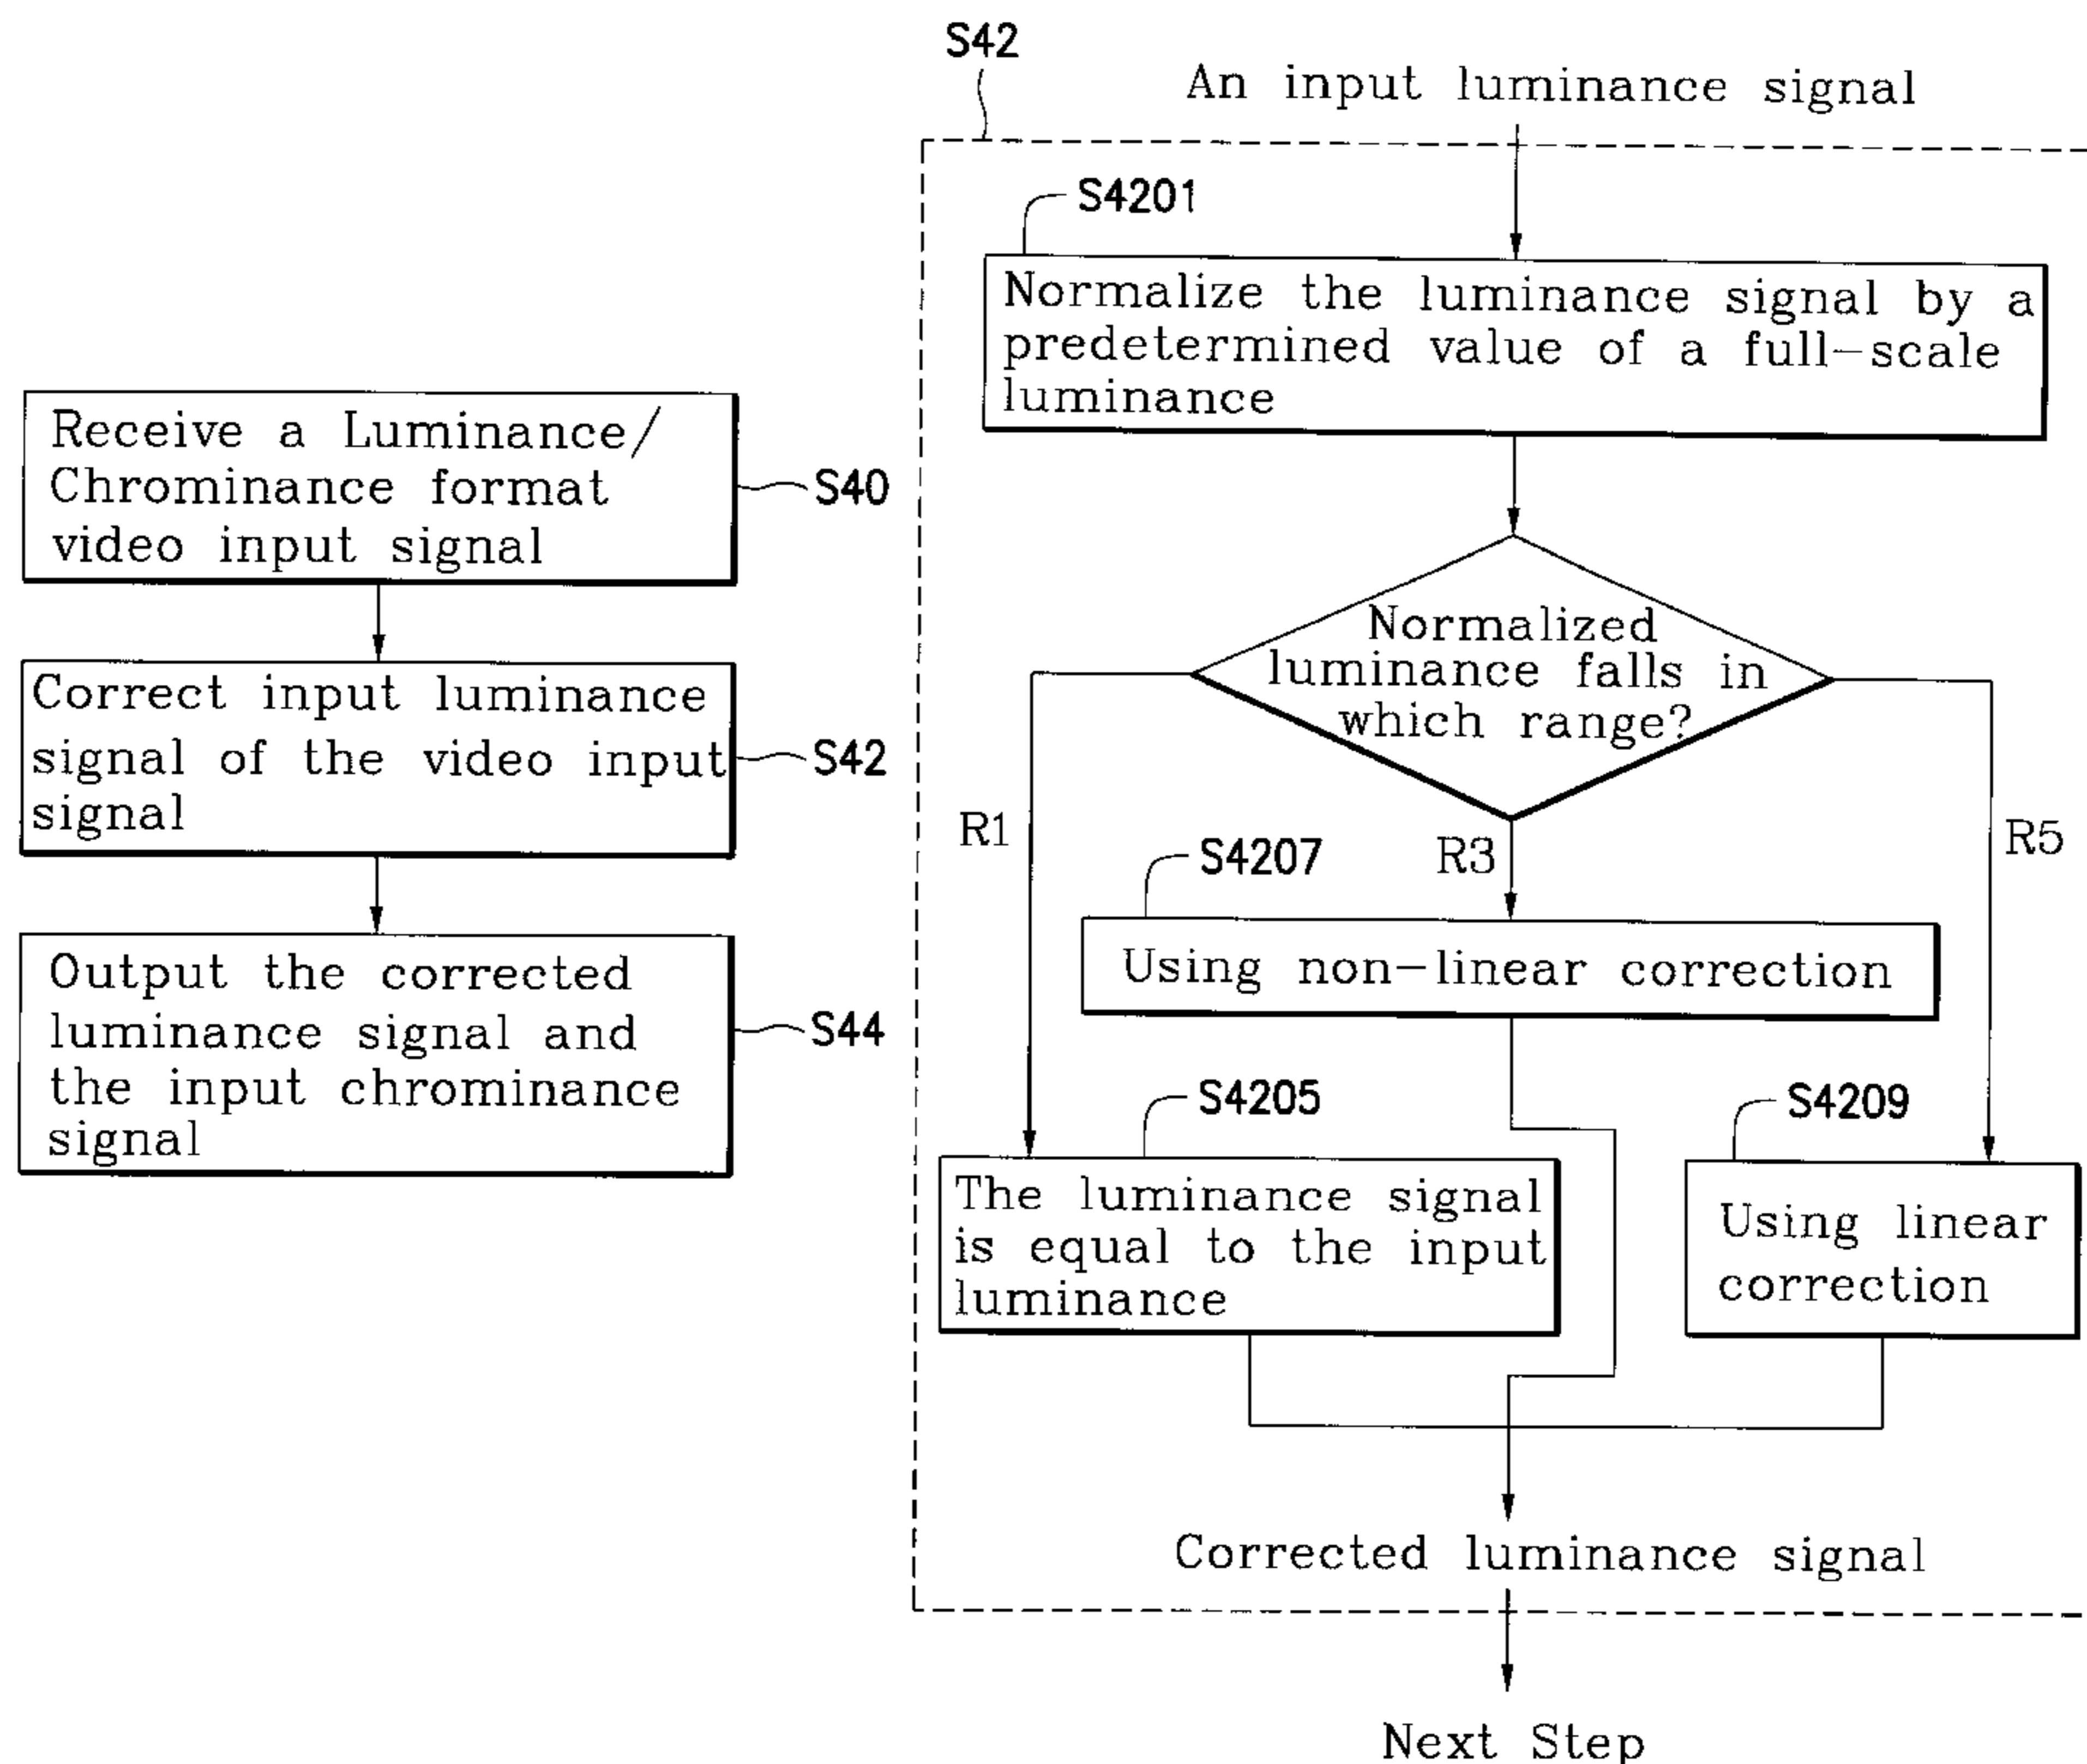 Receive a Luminance/
Chrominance format
video input signal
S40
Correct input luminance
signal of the video input
signal
S42
Output the corrected
luminance signal and
the input chrominance
signal
S44
S42
An input luminance signal
S4201
Normalize the luminance signal by a
predetermined value of a full-scale
luminance
Normalized
luminance falls in
which range?
R1
R3
R5
S4207
Using non-linear correction
S4205
The luminance signal
is equal to the input
luminance
S4209
Using linear
correction
Corrected luminance signal
Next Step